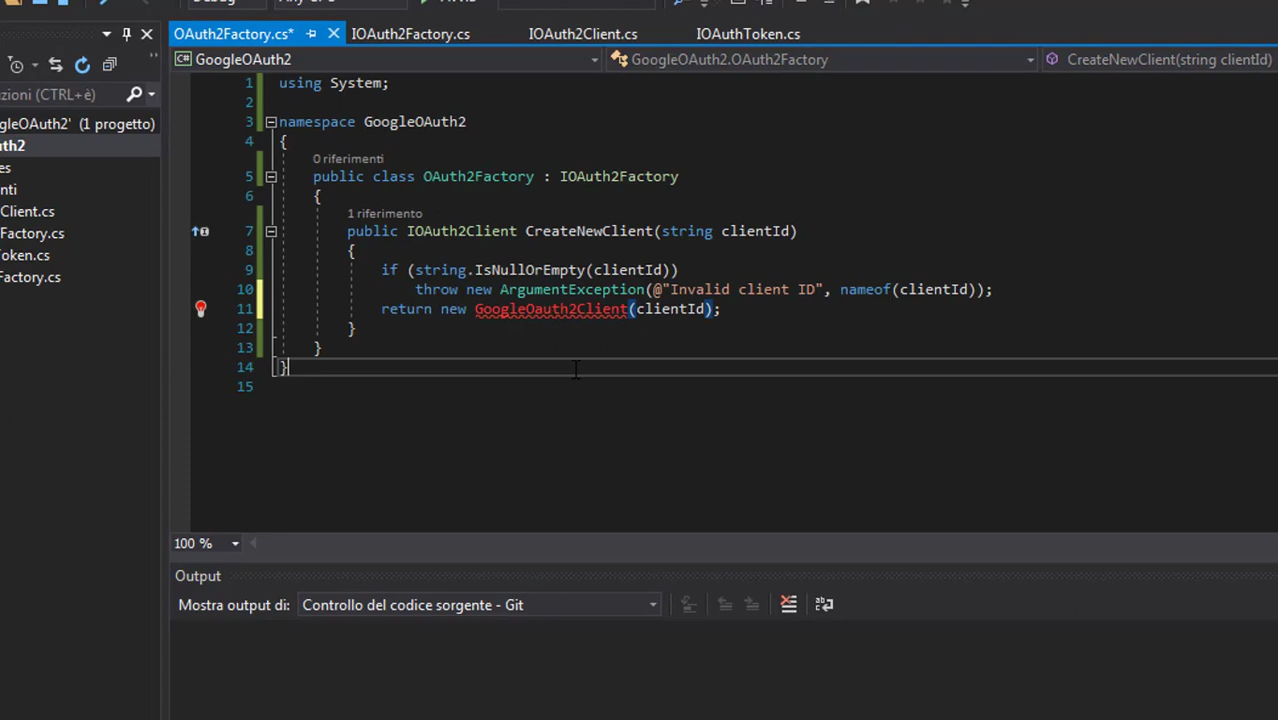 Debug
OAuth2Factory.cs*
IOAuth2Factory.cs
IOAuth2Client.cs
IOAuthToken.cs
GoogleOAuth2
GoogleOAuth2.OAuth2Factory
CreateNewClient(string clientId)
zioni (CTRL+è)
gleOAuth2' (1 progetto)
uth2
es
nti
Client.cs
Factory.cs
Token.cs
Factory.cs
1 using System;
2
3 namespace GoogleOAuth2
4 {
0 riferimenti
5 public class OAuth2Factory : IOAuth2Factory
6 {
1 riferimento
7 public IOAuth2Client CreateNewClient(string clientId)
8 {
9 if (string.IsNullOrEmpty(clientId))
10 throw new ArgumentException(@"Invalid client ID", nameof(clientId));
11 return new GoogleOauth2Client(clientId);
12 }
13 }
14 }
15
100 %
Output
Mostra output di: Controllo del codice sorgente - Git